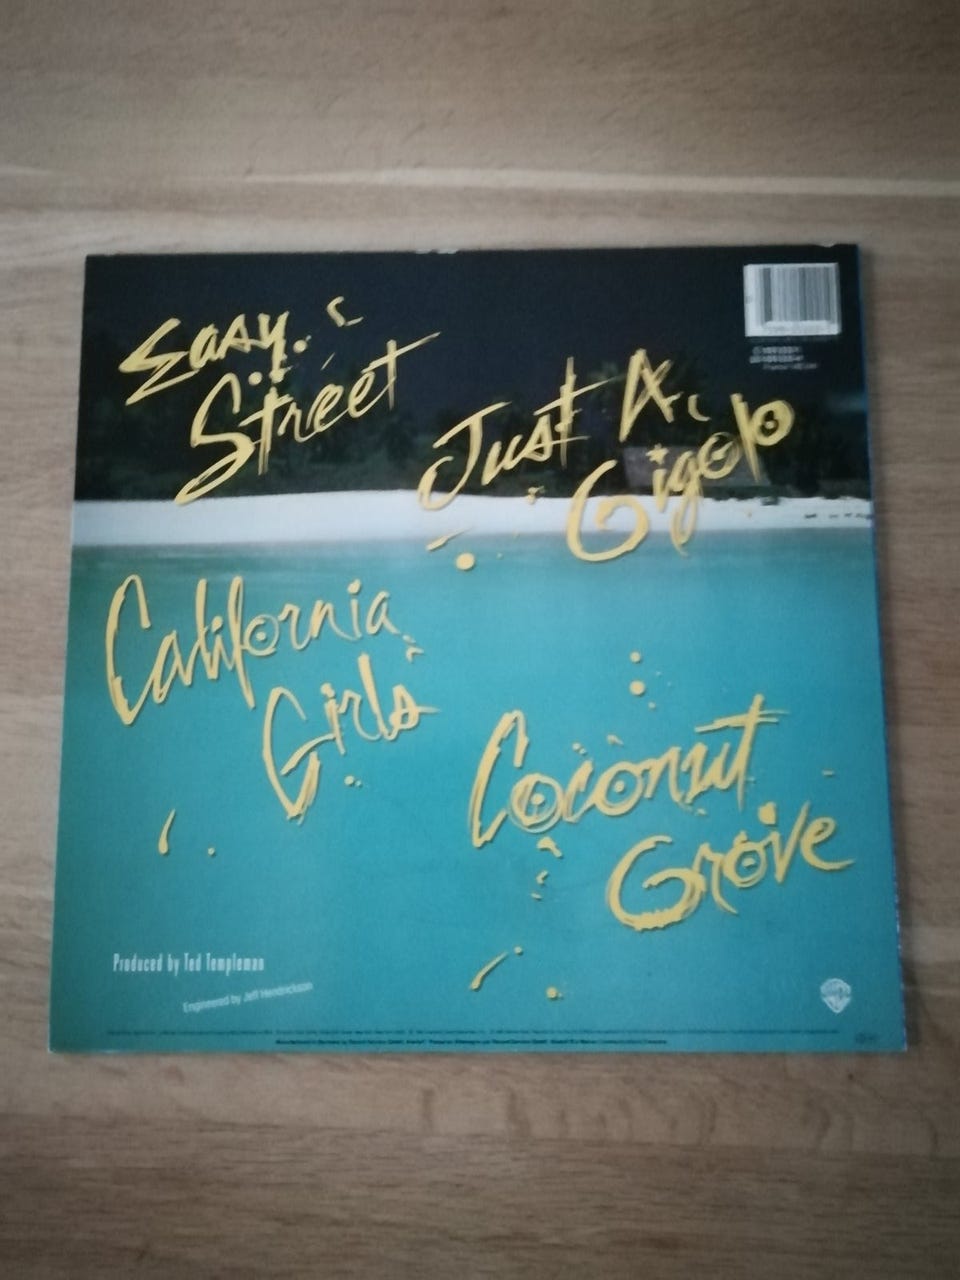 Easy
Street
Just A
Gigolo
California
Girls
Coconut
Grove
Produced by Ted Templeman
Engineered by Jeff Hendrickson